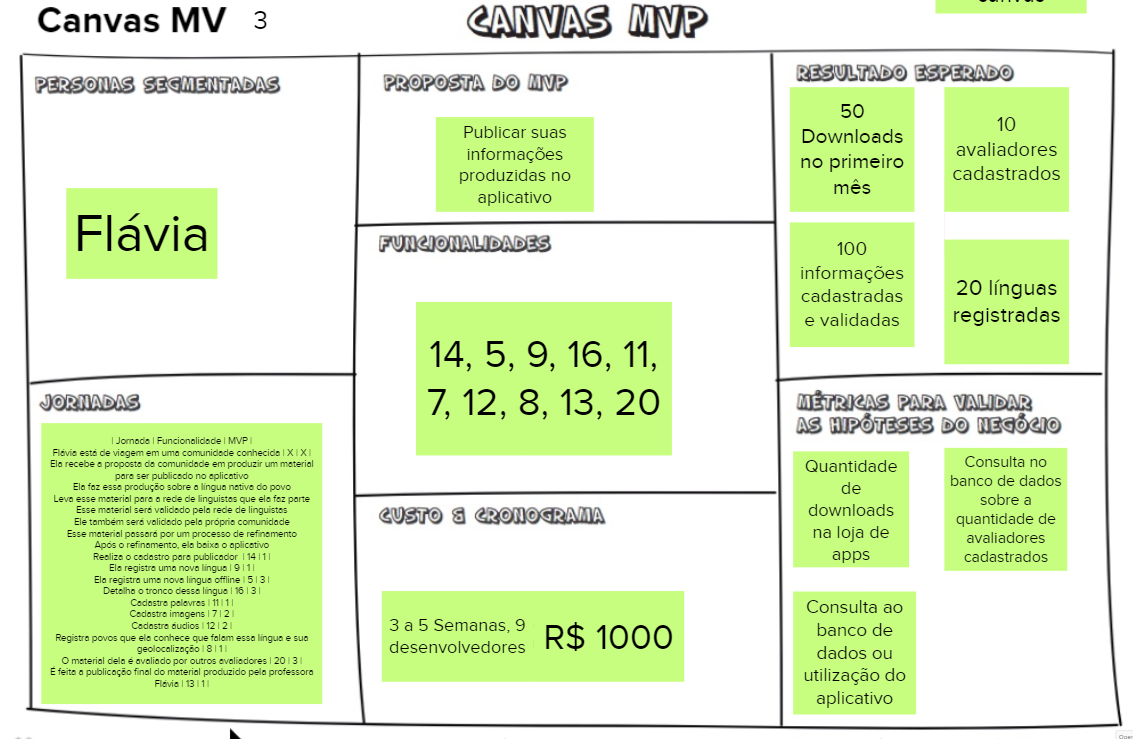 Canvas MV 3
CANVAS MVP
canvas
PERSONAS SEGMENTADAS
Flávia
JORNADAS
| Jornada | Funcionalidade | MVP |
Flávia está de viagem em uma comunidade conhecida | X | X |
Ela recebe a proposta da comunidade em produzir um material
para ser publicado no aplicativo
Ela faz essa produção sobre a língua nativa do povo
Leva esse material para a rede de linguistas que ela faz parte
Esse material será validado pela rede de linguistas
Ele também será validado pela própria comunidade
Esse material passará por um processo de refinamento
Após o refinamento, ela baixa o aplicativo
Realiza o cadastro para publicador | 14 | 1 |
Ela registra uma nova língua | 9 | 1 |
Ela registra uma nova língua offline | 5 | 3 |
Detalha o tronco dessa língua | 16 | 3 |
Cadastra palavras | 11 | 1 |
Cadastra imagens | 7 | 2 |
Cadastra áudios | 12 | 2 |
Registra povos que ela conhece que falam essa língua e sua
geolocalização | 8 | 1 |
O material dela é avaliado por outros avaliadores | 20 | 3 |
É feita a publicação final do material produzido pela professora
Flávia | 13 | 1 |
PROPOSTA DO MVP
Publicar suas
informações
produzidas no
aplicativo
FUNCIONALIDADES
14, 5, 9, 16, 11,
7, 12, 8, 13, 20
CUSTO & CRONOGRAMA
3 a 5 Semanas, 9
desenvolvedores
R$ 1000
RESULTADO ESPERADO
50
Downloads
no primeiro
mês
10
avaliadores
cadastrados
100
informações
cadastradas
e validadas
20 línguas
registradas
MÉTRICAS PARA VALIDAR
AS HIPÓTESES DO NEGÓCIO
Quantidade
de
downloads
na loja de
apps
Consulta no
banco de dados
sobre a
quantidade de
avaliadores
cadastrados
Consulta ao
banco de
dados ou
utilização do
aplicativo